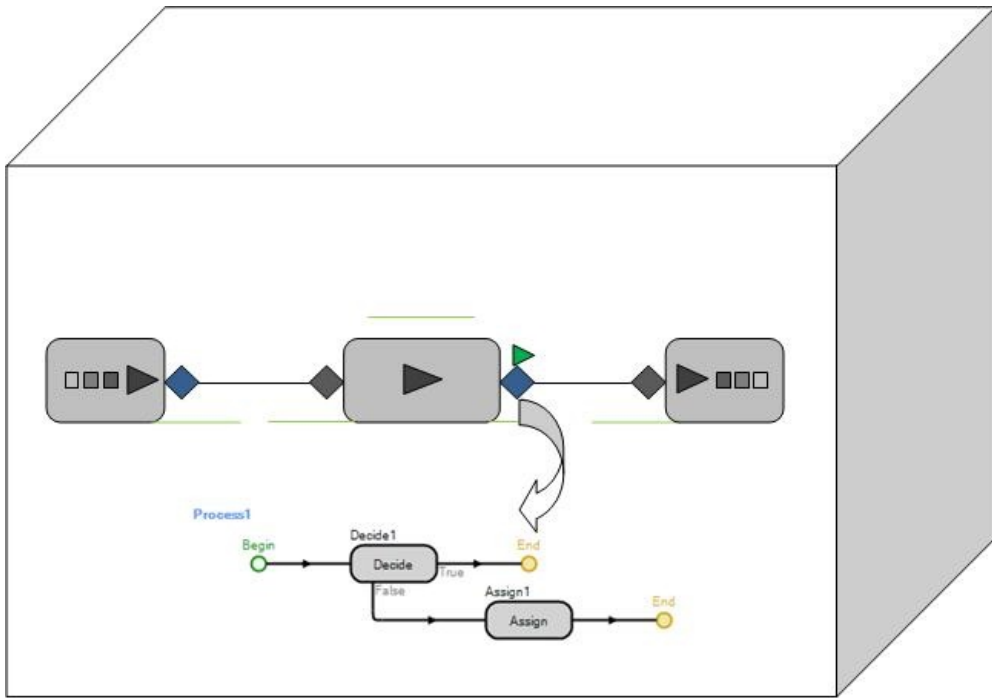 Process1
Begin
Decide1
Decide
True
End
False
Assign1
Assign
End